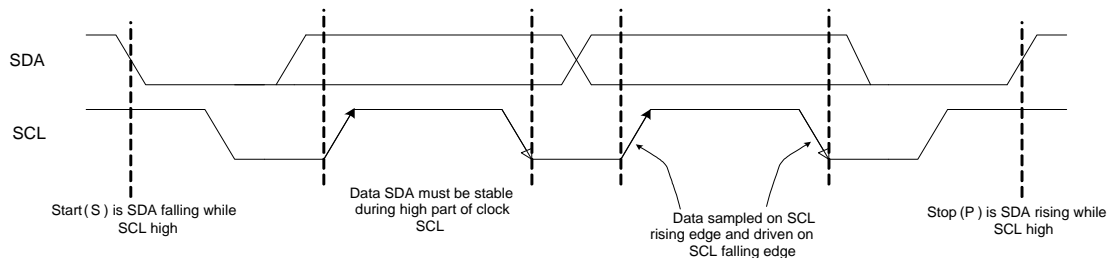 SDA
SCL
Start(S) is SDA falling while
SCL high
Data SDA must be stable
during high part of clock
SCL
Data sampled on SCL
rising edge and driven on
SCL falling edge
Stop (P) is SDA rising while
SCL high